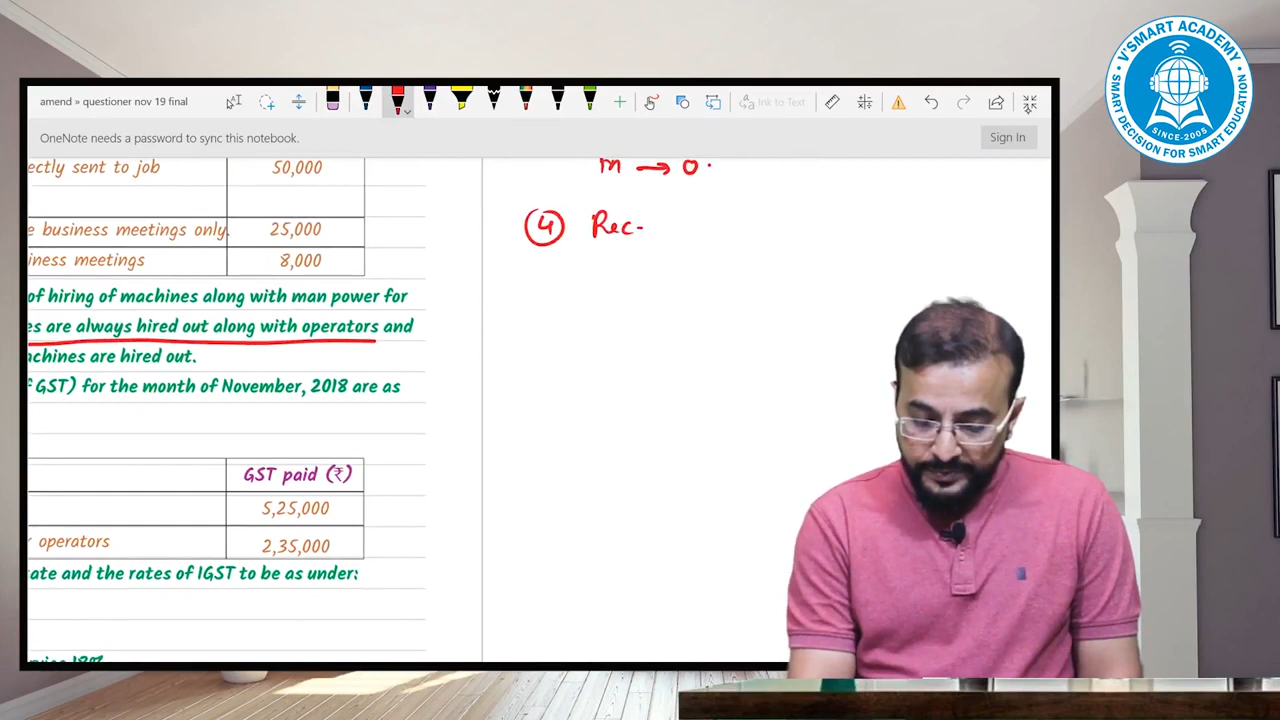 amend » questioner nov 19 final
Ink to Text
OneNote needs a password to sync this notebook.
Sign In
ectly sent to job 50,000
e business meetings only. 25,000
iness meetings 8,000
of hiring of machines along with man power for
es are always hired out along with operators and
achines are hired out.
f GST) for the month of November, 2018 are as
GST paid (₹)
5,25,000
r operators 2,35,000
tate and the rates of IGST to be as under:
m → o
④ Rec-
V'SMART ACADEMY
SMART DECISION FOR SMART EDUCATION
SINCE-2005